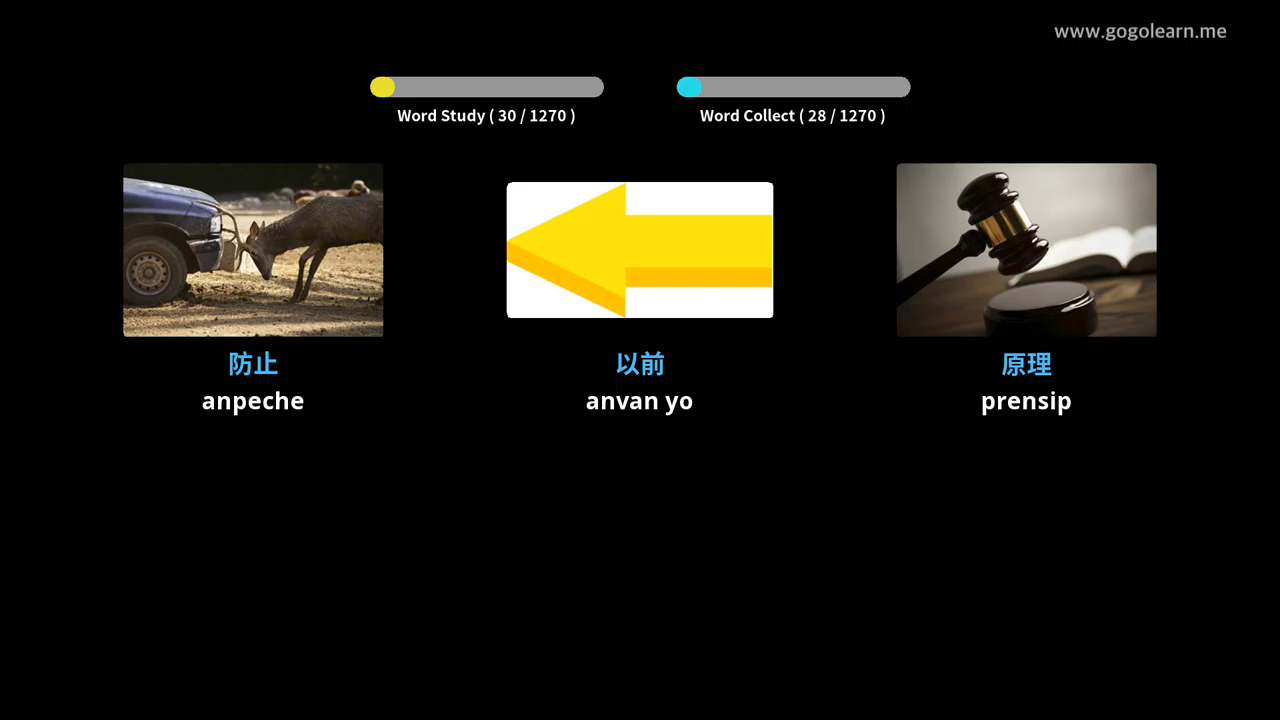 www.gogolearn.me
Word Study ( 30 / 1270 )
Word Collect ( 28 / 1270 )
防止
anpeche
以前
anvan yo
原理
prensip